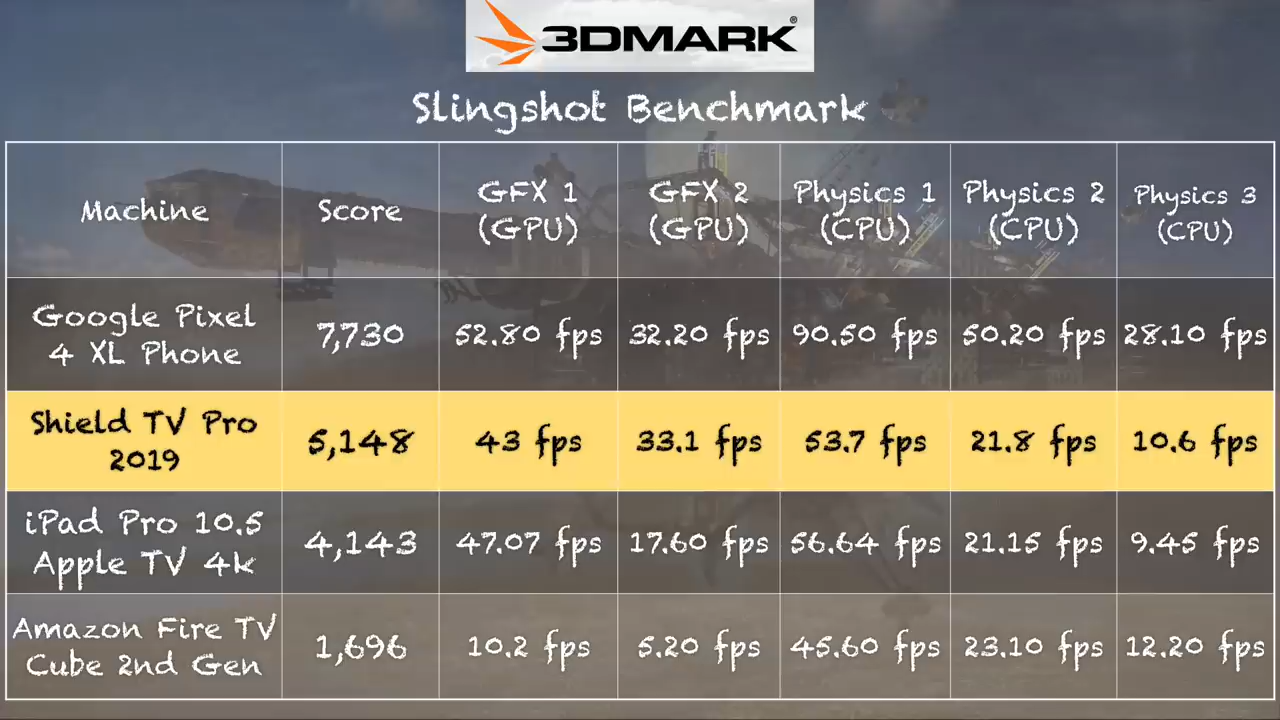 3DMARK®
Slingshot Benchmark
Machine
Score
GFX 1
(GPU)
GFX 2
(GPU)
Physics 1
(CPU)
Physics 2
(CPU)
Physics 3
(CPU)
Google Pixel
4 XL Phone
7,730
52.80 fps
32.20 fps
90.50 fps
50.20 fps
28.10 fps
Shield TV Pro
2019
5,148
43 fps
33.1 fps
53.7 fps
21.8 fps
10.6 fps
iPad Pro 10.5
Apple TV 4k
4,143
47.07 fps
17.60 fps
56.64 fps
21.15 fps
9.45 fps
Amazon Fire TV
Cube 2nd Gen
1,696
10.2 fps
5.20 fps
45.60 fps
23.10 fps
12.20 fps